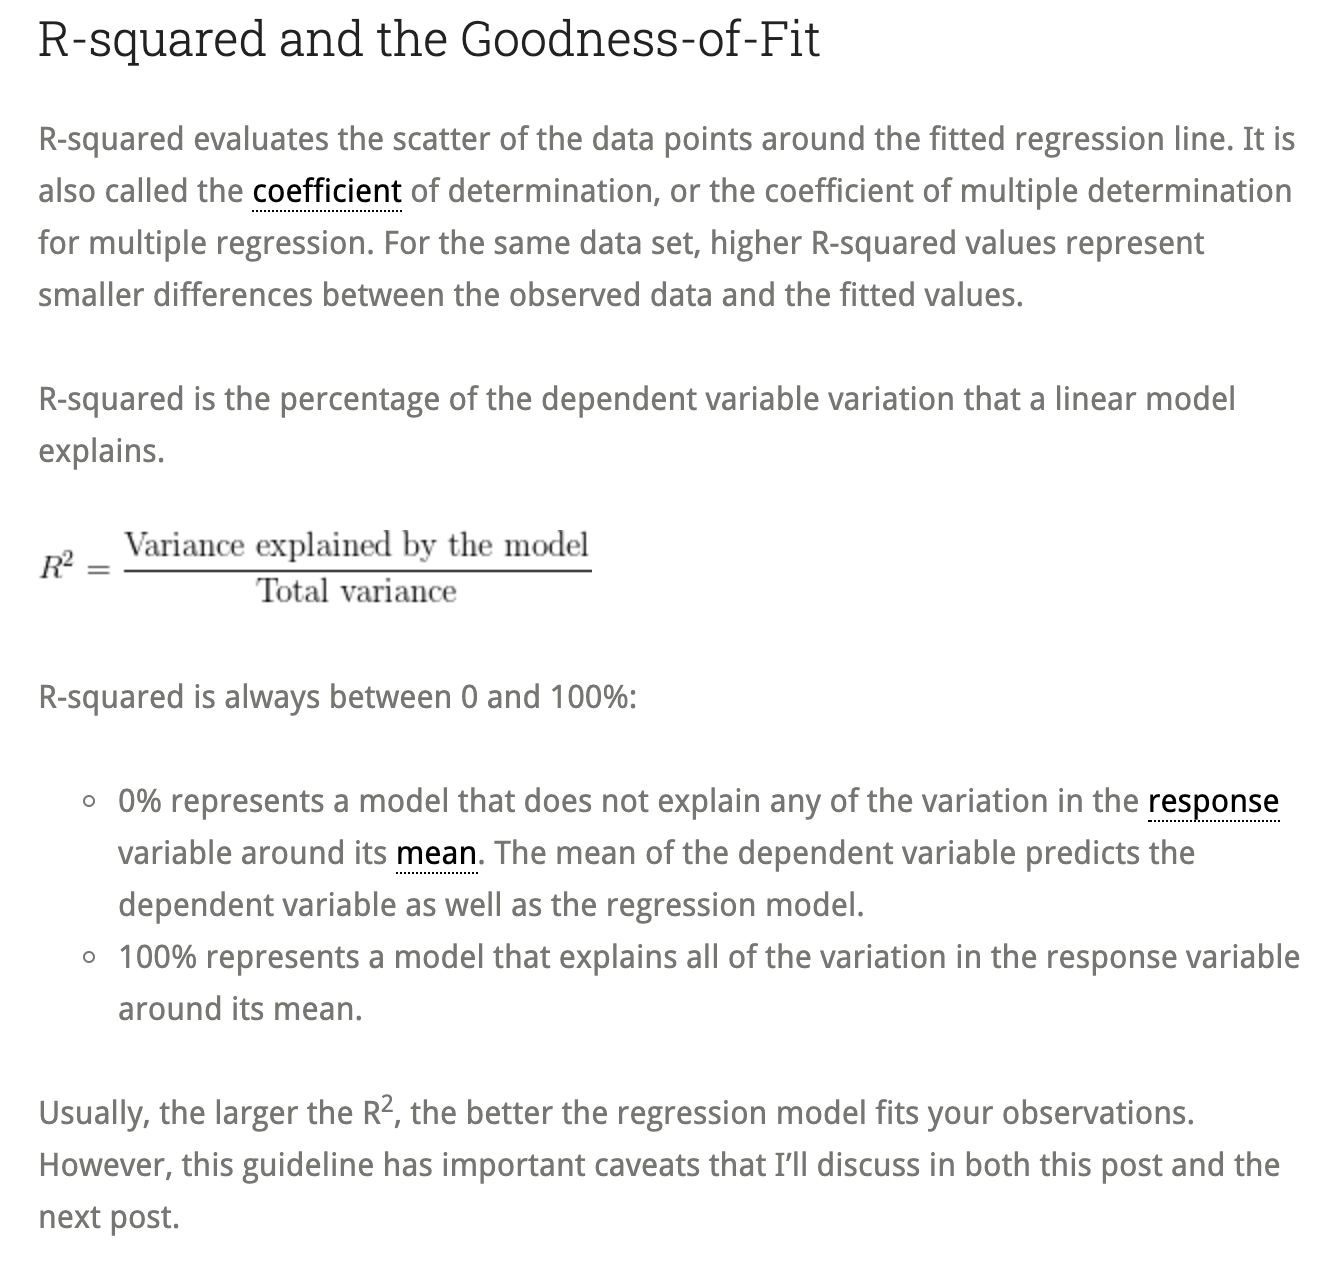 R-squared and the Goodness-of-Fit
R-squared evaluates the scatter of the data points around the fitted regression line. It is
also called the coefficient of determination, or the coefficient of multiple determination
for multiple regression. For the same data set, higher R-squared values represent
smaller differences between the observed data and the fitted values.
R-squared is the percentage of the dependent variable variation that a linear model
explains.
R² = Variance explained by the model
Total variance
R-squared is always between 0 and 100%:
◦ 0% represents a model that does not explain any of the variation in the response
variable around its mean. The mean of the dependent variable predicts the
dependent variable as well as the regression model.
◦ 100% represents a model that explains all of the variation in the response variable
around its mean.
Usually, the larger the R², the better the regression model fits your observations.
However, this guideline has important caveats that I’ll discuss in both this post and the
next post.